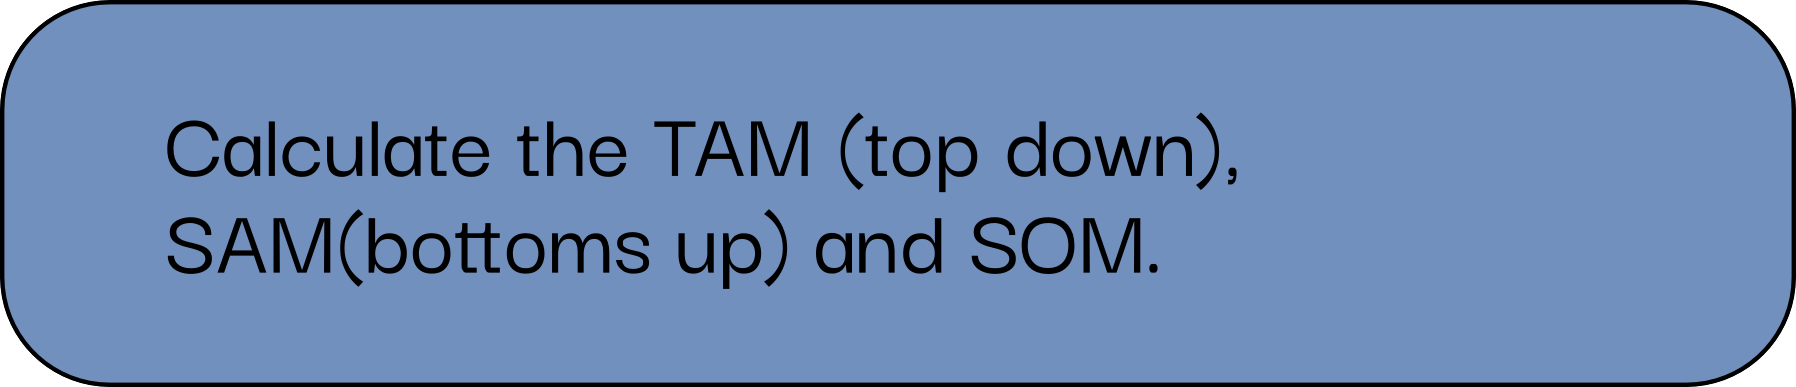 Calculate the TAM (top down),
SAM(bottoms up) and SOM.